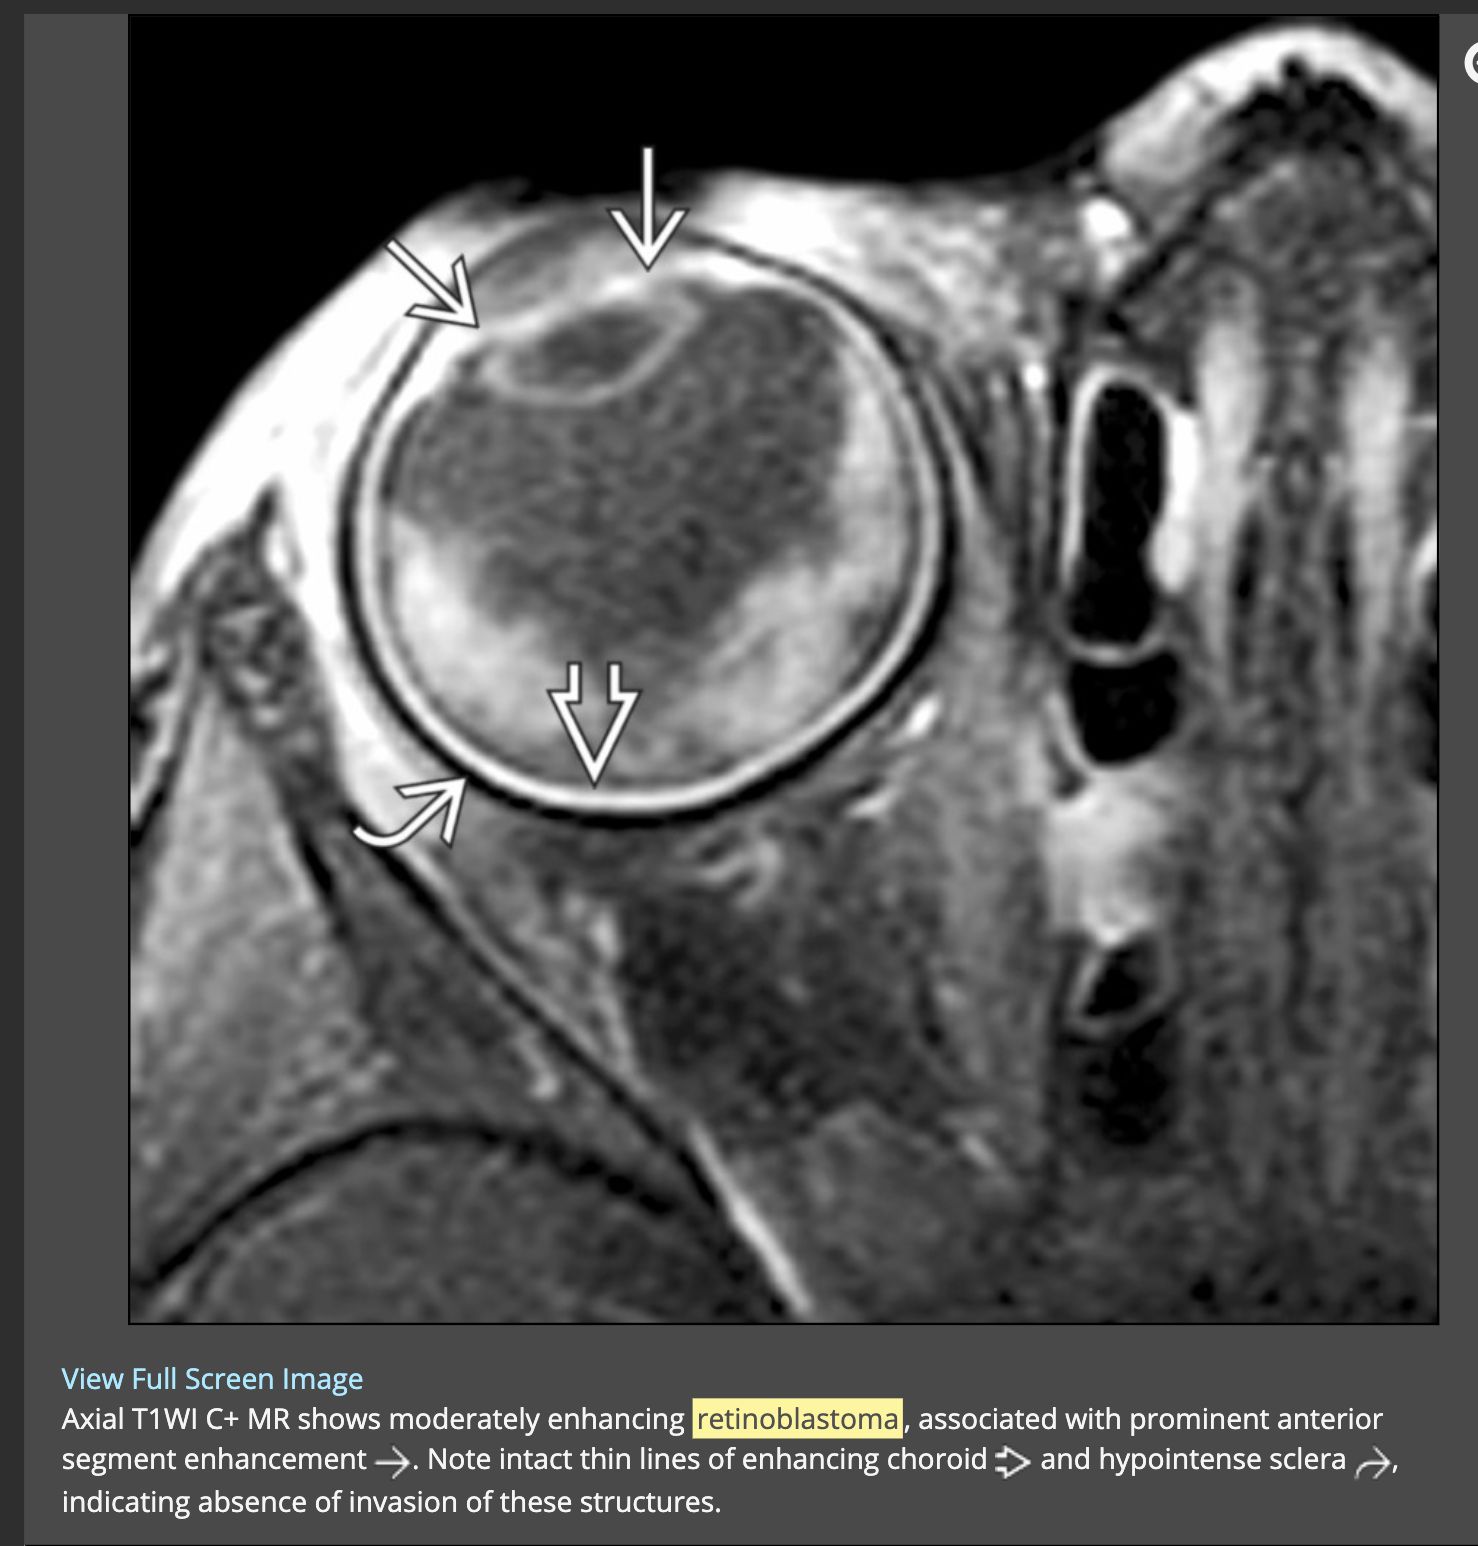 View Full Screen Image
Axial T1WI C+ MR shows moderately enhancing retinoblastoma, associated with prominent anterior
segment enhancement. Note intact thin lines of enhancing choroid and hypointense sclera,
indicating absence of invasion of these structures.